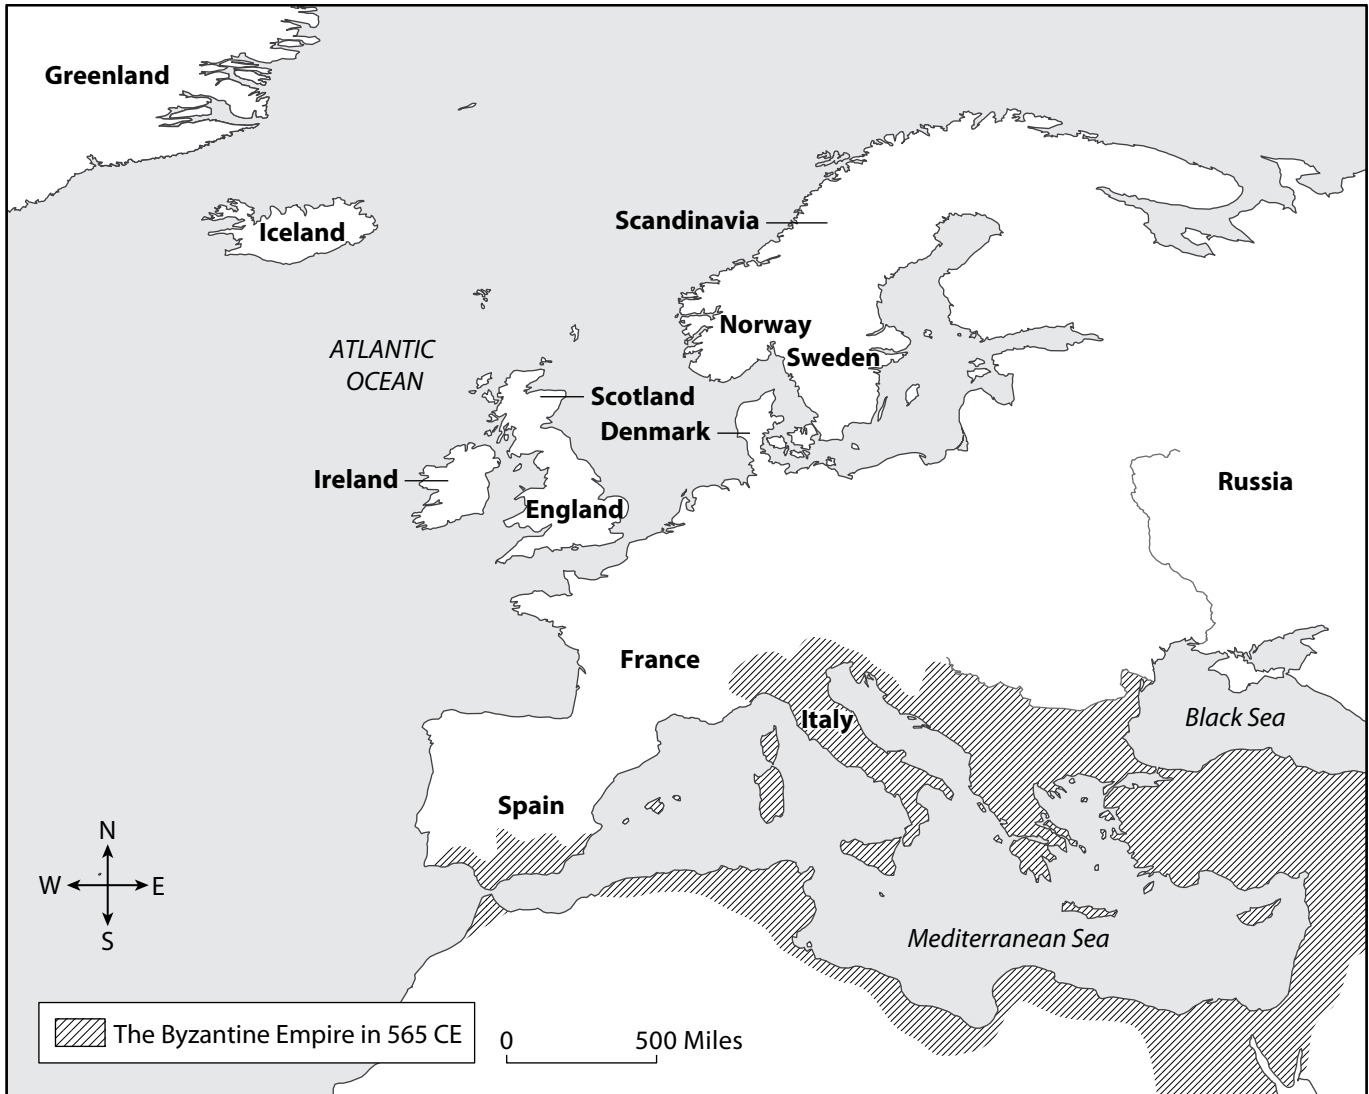 Greenland
Iceland
Scandinavia
Norway
Sweden
ATLANTIC
OCEAN
Scotland
Denmark
Ireland
England
Russia
France
Italy
Black Sea
Spain
N
W
E
S
Mediterranean Sea
The Byzantine Empire in 565 CE
0
500 Miles